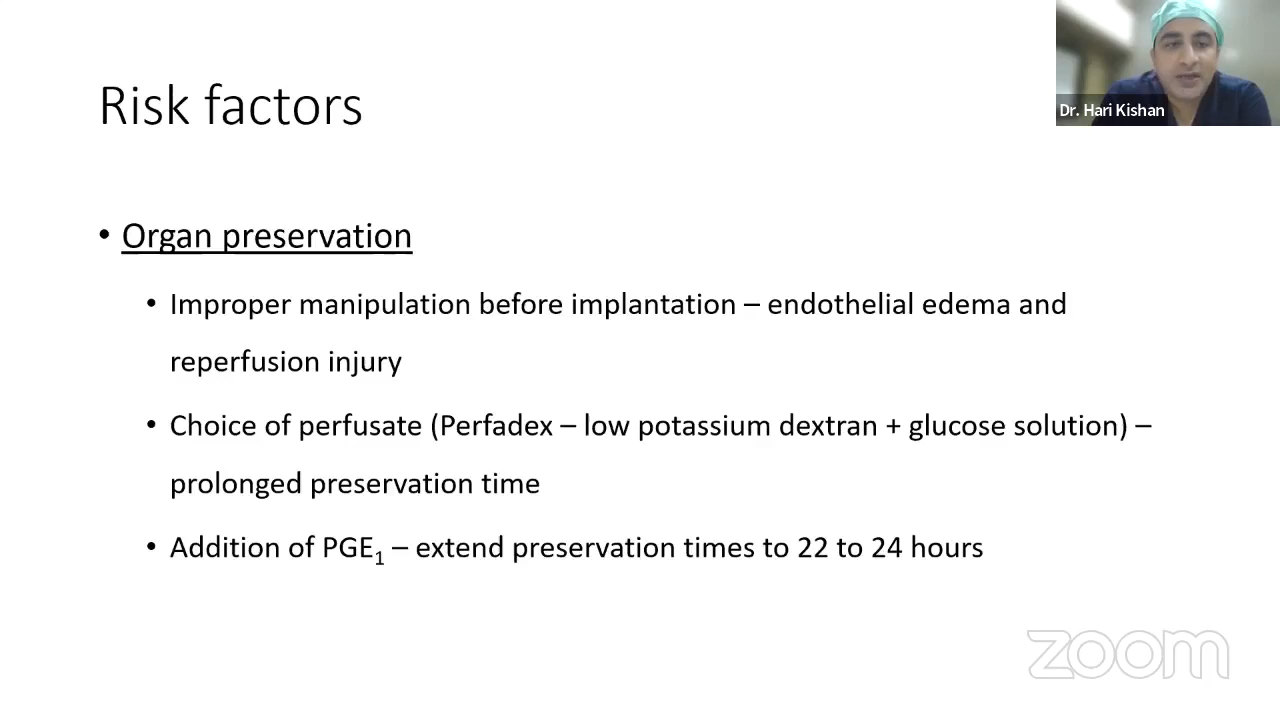 Dr. Hari Kishan
Risk factors
• Organ preservation
• Improper manipulation before implantation – endothelial edema and
reperfusion injury
• Choice of perfusate (Perfadex – low potassium dextran + glucose solution) –
prolonged preservation time
• Addition of PGE₁ – extend preservation times to 22 to 24 hours
zoom